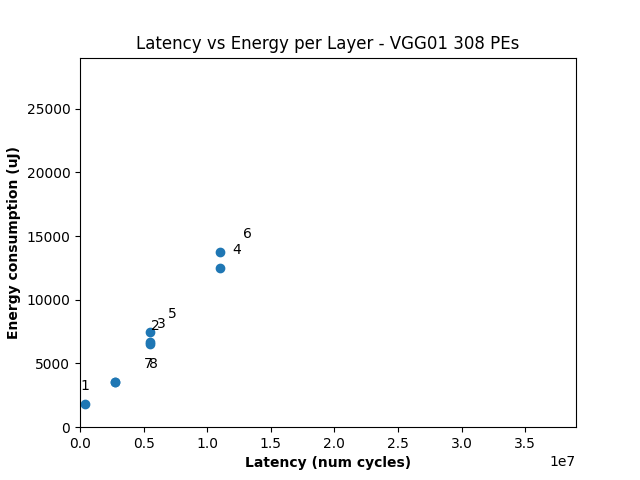 Latency vs Energy per Layer - VGG01 308 PEs
Energy consumption (uJ)
25000
20000
15000
10000
5000
0
6
4
5
2
3
7
8
1
0.0 0.5 1.0 1.5 2.0 2.5 3.0 3.5
1e7
Latency (num cycles)